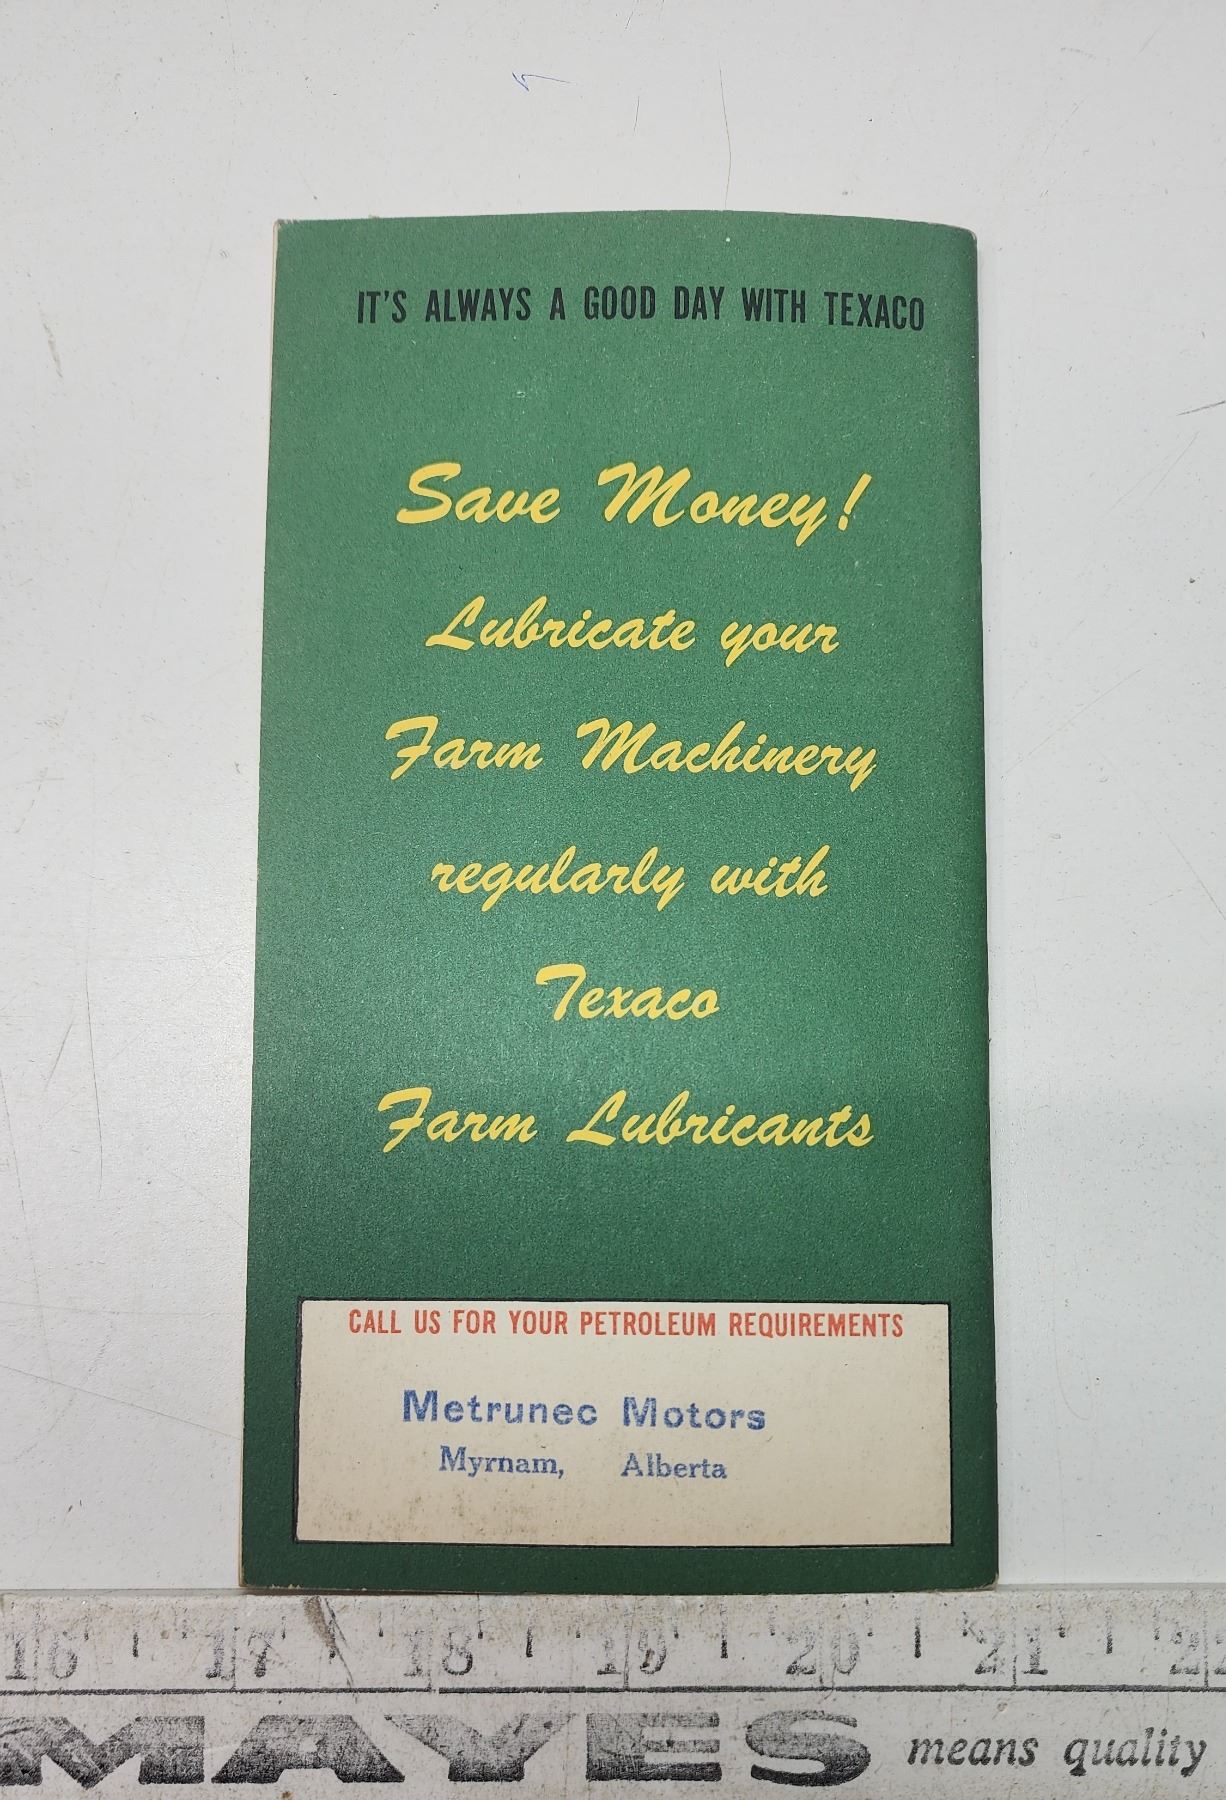 IT'S ALWAYS A GOOD DAY WITH TEXACO
Save Money!
Lubricate your
Farm Machinery
regularly with
Texaco
Farm Lubricants
CALL US FOR YOUR PETROLEUM REQUIREMENTS
Metrunec Motors
Myrnam, Alberta
16 17 18 19 20 21 22
MAYES means quality